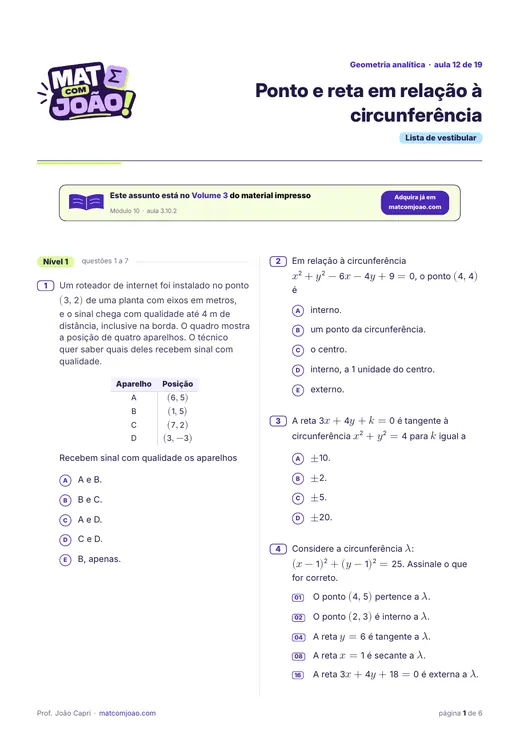 MAT Σ
COM
JOÃO!
Geometria analítica · aula 12 de 19
Ponto e reta em relação à
circunferência
Lista de vestibular
Este assunto está no Volume 3 do material impresso
Módulo 10 · aula 3.10.2
Adquira já em
matcomjoao.com
Nível 1 questões 1 a 7
1 Um roteador de internet foi instalado no ponto
(3, 2) de uma planta com eixos em metros,
e o sinal chega com qualidade até 4 m de
distância, inclusive na borda. O quadro mostra
a posição de quatro aparelhos. O técnico
quer saber quais deles recebem sinal com
qualidade.
Aparelho Posição
A (6, 5)
B (1, 5)
C (7, 2)
D (3, −3)
Recebem sinal com qualidade os aparelhos
A A e B.
B B e C.
C A e D.
D C e D.
E B, apenas.
2 Em relação à circunferência
x² + y² − 6x − 4y + 9 = 0, o ponto (4, 4)
é
A interno.
B um ponto da circunferência.
C o centro.
D interno, a 1 unidade do centro.
E externo.
3 A reta 3x + 4y + k = 0 é tangente à
circunferência x² + y² = 4 para k igual a
A ±10.
B ±2.
C ±5.
D ±20.
4 Considere a circunferência λ:
(x − 1)² + (y − 1)² = 25. Assinale o que
for correto.
01 O ponto (4, 5) pertence a λ.
02 O ponto (2, 3) é interno a λ.
04 A reta y = 6 é tangente a λ.
08 A reta x = 1 é secante a λ.
16 A reta 3x + 4y + 18 = 0 é externa a λ.
Prof. João Capri · matcomjoao.com
página 1 de 6